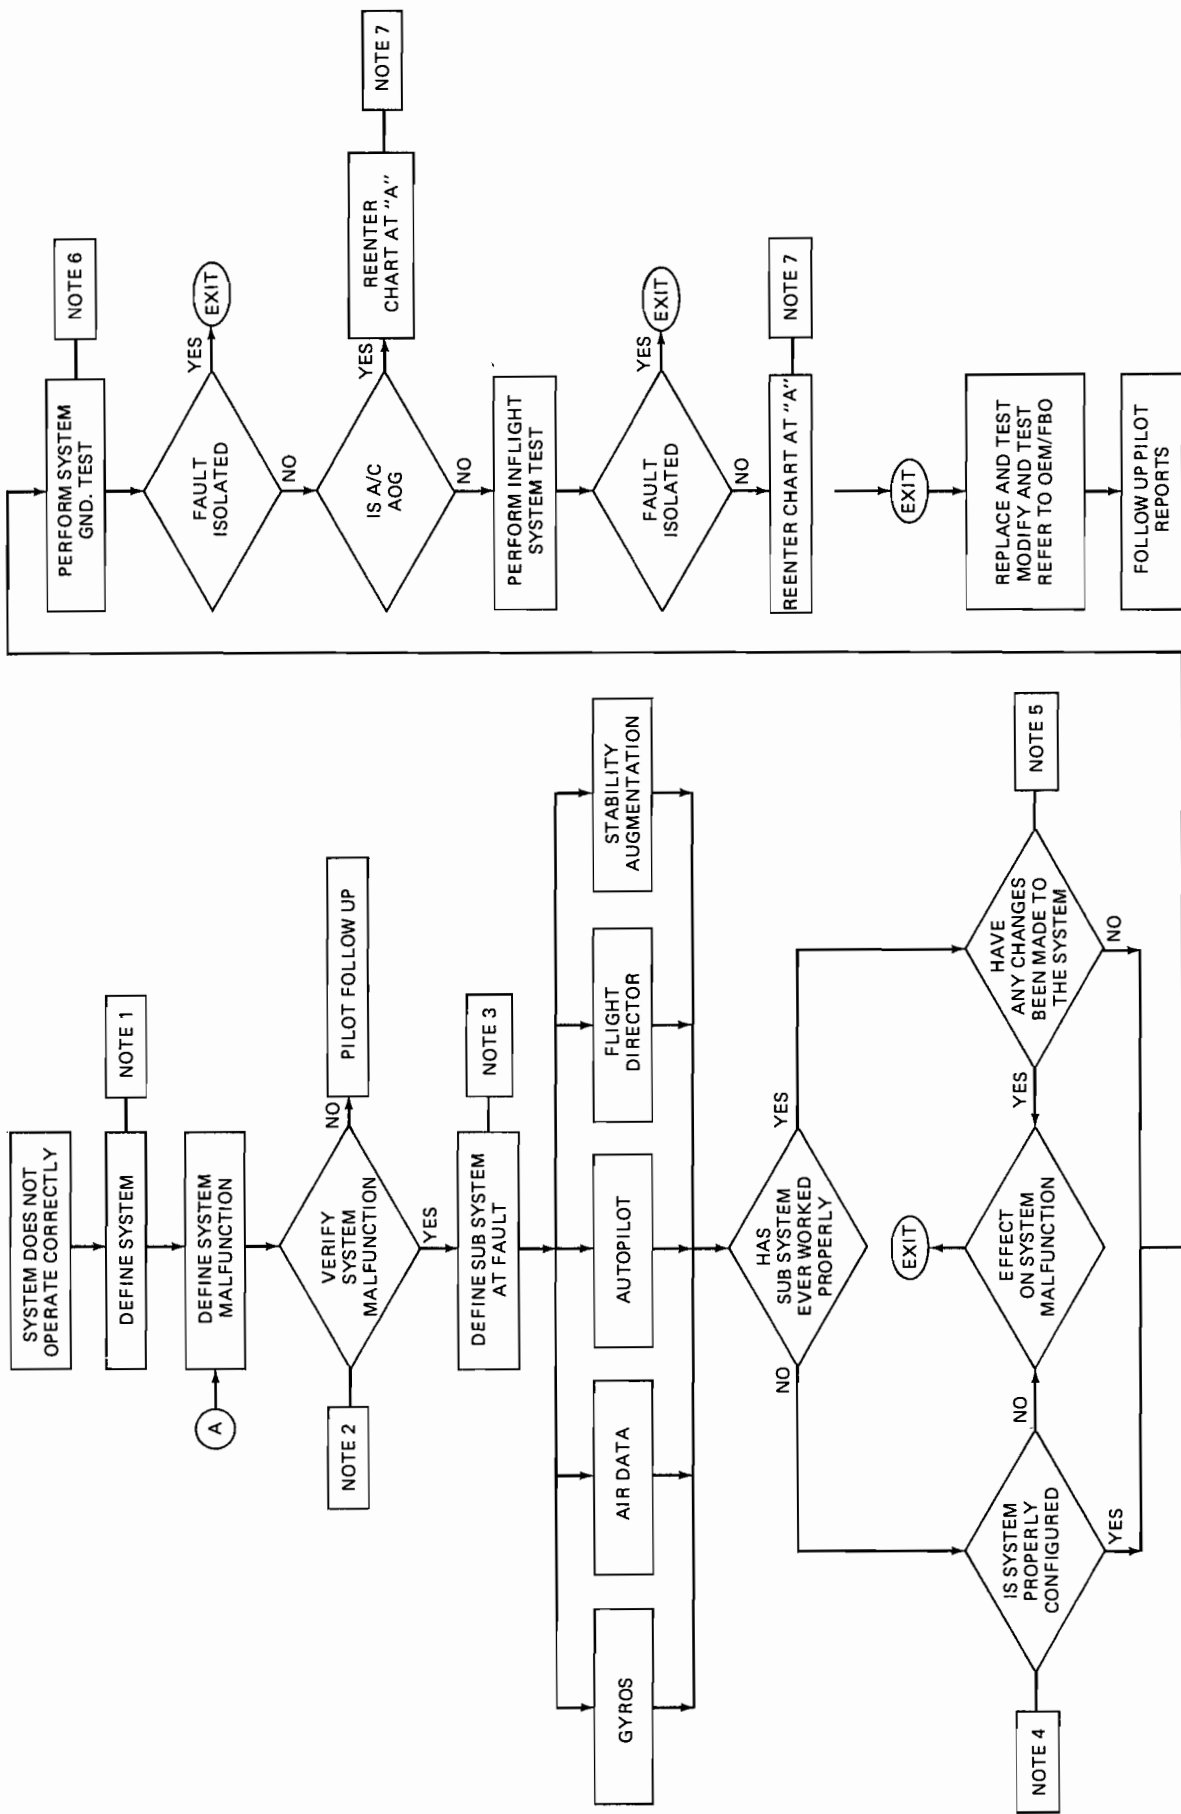 SYSTEM DOES NOT
OPERATE CORRECTLY
DEFINE SYSTEM
NOTE 1
A
DEFINE SYSTEM
MALFUNCTION
NOTE 2
VERIFY
SYSTEM
MALFUNCTION
NO
PILOT FOLLOW UP
YES
DEFINE SUB SYSTEM
AT FAULT
NOTE 3
GYROS
AIR DATA
AUTOPILOT
FLIGHT
DIRECTOR
STABILITY
AUGMENTATION
NO
HAS
SUB SYSTEM
EVER WORKED
PROPERLY
YES
EXIT
NOTE 4
IS SYSTEM
PROPERLY
CONFIGURED
NO
EFFECT
ON SYSTEM
MALFUNCTION
YES
HAVE
ANY CHANGES
BEEN MADE TO
THE SYSTEM
NOTE 5
YES
NO
PERFORM SYSTEM
GND. TEST
NOTE 6
FAULT
ISOLATED
YES
EXIT
NO
IS A/C
AOG
YES
REENTER
CHART AT "A"
NOTE 7
NO
PERFORM INFLIGHT
SYSTEM TEST
FAULT
ISOLATED
YES
EXIT
NO
REENTER CHART AT "A"
NOTE 7
EXIT
REPLACE AND TEST
MODIFY AND TEST
REFER TO OEM/FBO
FOLLOW UP PILOT
REPORTS